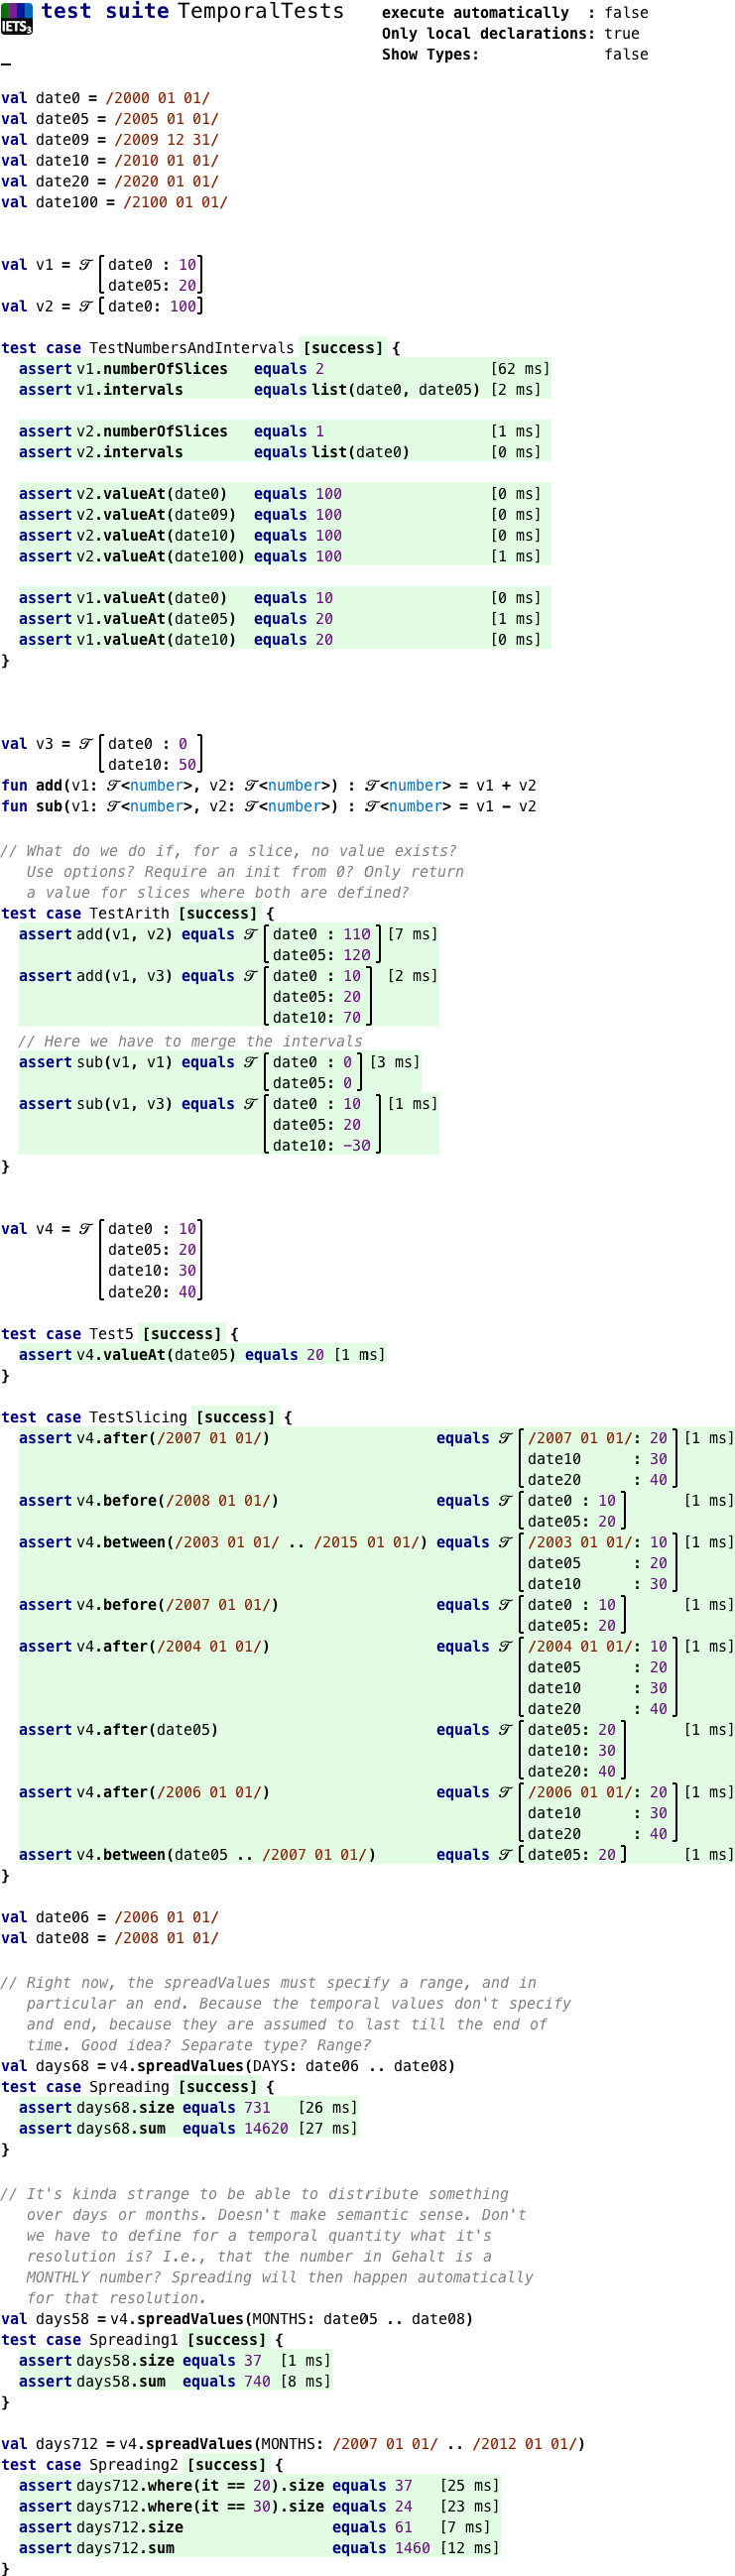 IETS3 test suite TemporalTests execute automatically : false
Only local declarations: true
Show Types: false
val date0 = /2000 01 01/
val date05 = /2005 01 01/
val date09 = /2009 12 31/
val date10 = /2010 01 01/
val date20 = /2020 01 01/
val date100 = /2100 01 01/
val v1 = 𝒯 [date0 : 10]
date05: 20
val v2 = 𝒯 [date0: 100]
test case TestNumbersAndIntervals [success] {
assert v1.numberOfSlices equals 2 [62 ms]
assert v1.intervals equals list(date0, date05) [2 ms]
assert v2.numberOfSlices equals 1 [1 ms]
assert v2.intervals equals list(date0) [0 ms]
assert v2.valueAt(date0) equals 100 [0 ms]
assert v2.valueAt(date09) equals 100 [0 ms]
assert v2.valueAt(date10) equals 100 [0 ms]
assert v2.valueAt(date100) equals 100 [1 ms]
assert v1.valueAt(date0) equals 10 [0 ms]
assert v1.valueAt(date05) equals 20 [1 ms]
assert v1.valueAt(date10) equals 20 [0 ms]
}
val v3 = 𝒯 [date0 : 0 ]
date10: 50
fun add(v1: 𝒯<number>, v2: 𝒯<number>) : 𝒯<number> = v1 + v2
fun sub(v1: 𝒯<number>, v2: 𝒯<number>) : 𝒯<number> = v1 - v2
// What do we do if, for a slice, no value exists?
Use options? Require an init from 0? Only return
a value for slices where both are defined?
test case TestArith [success] {
assert add(v1, v2) equals 𝒯 [date0 : 110] [7 ms]
date05: 120
assert add(v1, v3) equals 𝒯 [date0 : 10] [2 ms]
date05: 20
date10: 70
// Here we have to merge the intervals
assert sub(v1, v1) equals 𝒯 [date0 : 0] [3 ms]
date05: 0
assert sub(v1, v3) equals 𝒯 [date0 : 10 ] [1 ms]
date05: 20
date10: -30
}
val v4 = 𝒯 [date0 : 10]
date05: 20
date10: 30
date20: 40
test case Test5 [success] {
assert v4.valueAt(date05) equals 20 [1 ms]
}
test case TestSlicing [success] {
assert v4.after(/2007 01 01/) equals 𝒯 [/2007 01 01/: 20] [1 ms]
date10 : 30
date20 : 40
assert v4.before(/2008 01 01/) equals 𝒯 [date0 : 10] [1 ms]
date05: 20
assert v4.between(/2003 01 01/ .. /2015 01 01/) equals 𝒯 [/2003 01 01/: 10] [1 ms]
date05 : 20
date10 : 30
assert v4.before(/2007 01 01/) equals 𝒯 [date0 : 10] [1 ms]
date05: 20
assert v4.after(/2004 01 01/) equals 𝒯 [/2004 01 01/: 10] [1 ms]
date05 : 20
date10 : 30
date20 : 40
assert v4.after(date05) equals 𝒯 [date05: 20] [1 ms]
date10: 30
date20: 40
assert v4.after(/2006 01 01/) equals 𝒯 [/2006 01 01/: 20] [1 ms]
date10 : 30
date20 : 40
assert v4.between(date05 .. /2007 01 01/) equals 𝒯 [date05: 20] [1 ms]
}
val date06 = /2006 01 01/
val date08 = /2008 01 01/
// Right now, the spreadValues must specify a range, and in
particular an end. Because the temporal values don't specify
and end, because they are assumed to last till the end of
time. Good idea? Separate type? Range?
val days68 = v4.spreadValues(DAYS: date06 .. date08)
test case Spreading [success] {
assert days68.size equals 731 [26 ms]
assert days68.sum equals 14620 [27 ms]
}
// It's kinda strange to be able to distribute something
over days or months. Doesn't make semantic sense. Don't
we have to define for a temporal quantity what it's
resolution is? I.e., that the number in Gehalt is a
MONTHLY number? Spreading will then happen automatically
for that resolution.
val days58 = v4.spreadValues(MONTHS: date05 .. date08)
test case Spreading1 [success] {
assert days58.size equals 37 [1 ms]
assert days58.sum equals 740 [8 ms]
}
val days712 = v4.spreadValues(MONTHS: /2007 01 01/ .. /2012 01 01/)
test case Spreading2 [success] {
assert days712.where(it == 20).size equals 37 [25 ms]
assert days712.where(it == 30).size equals 24 [23 ms]
assert days712.size equals 61 [7 ms]
assert days712.sum equals 1460 [12 ms]
}